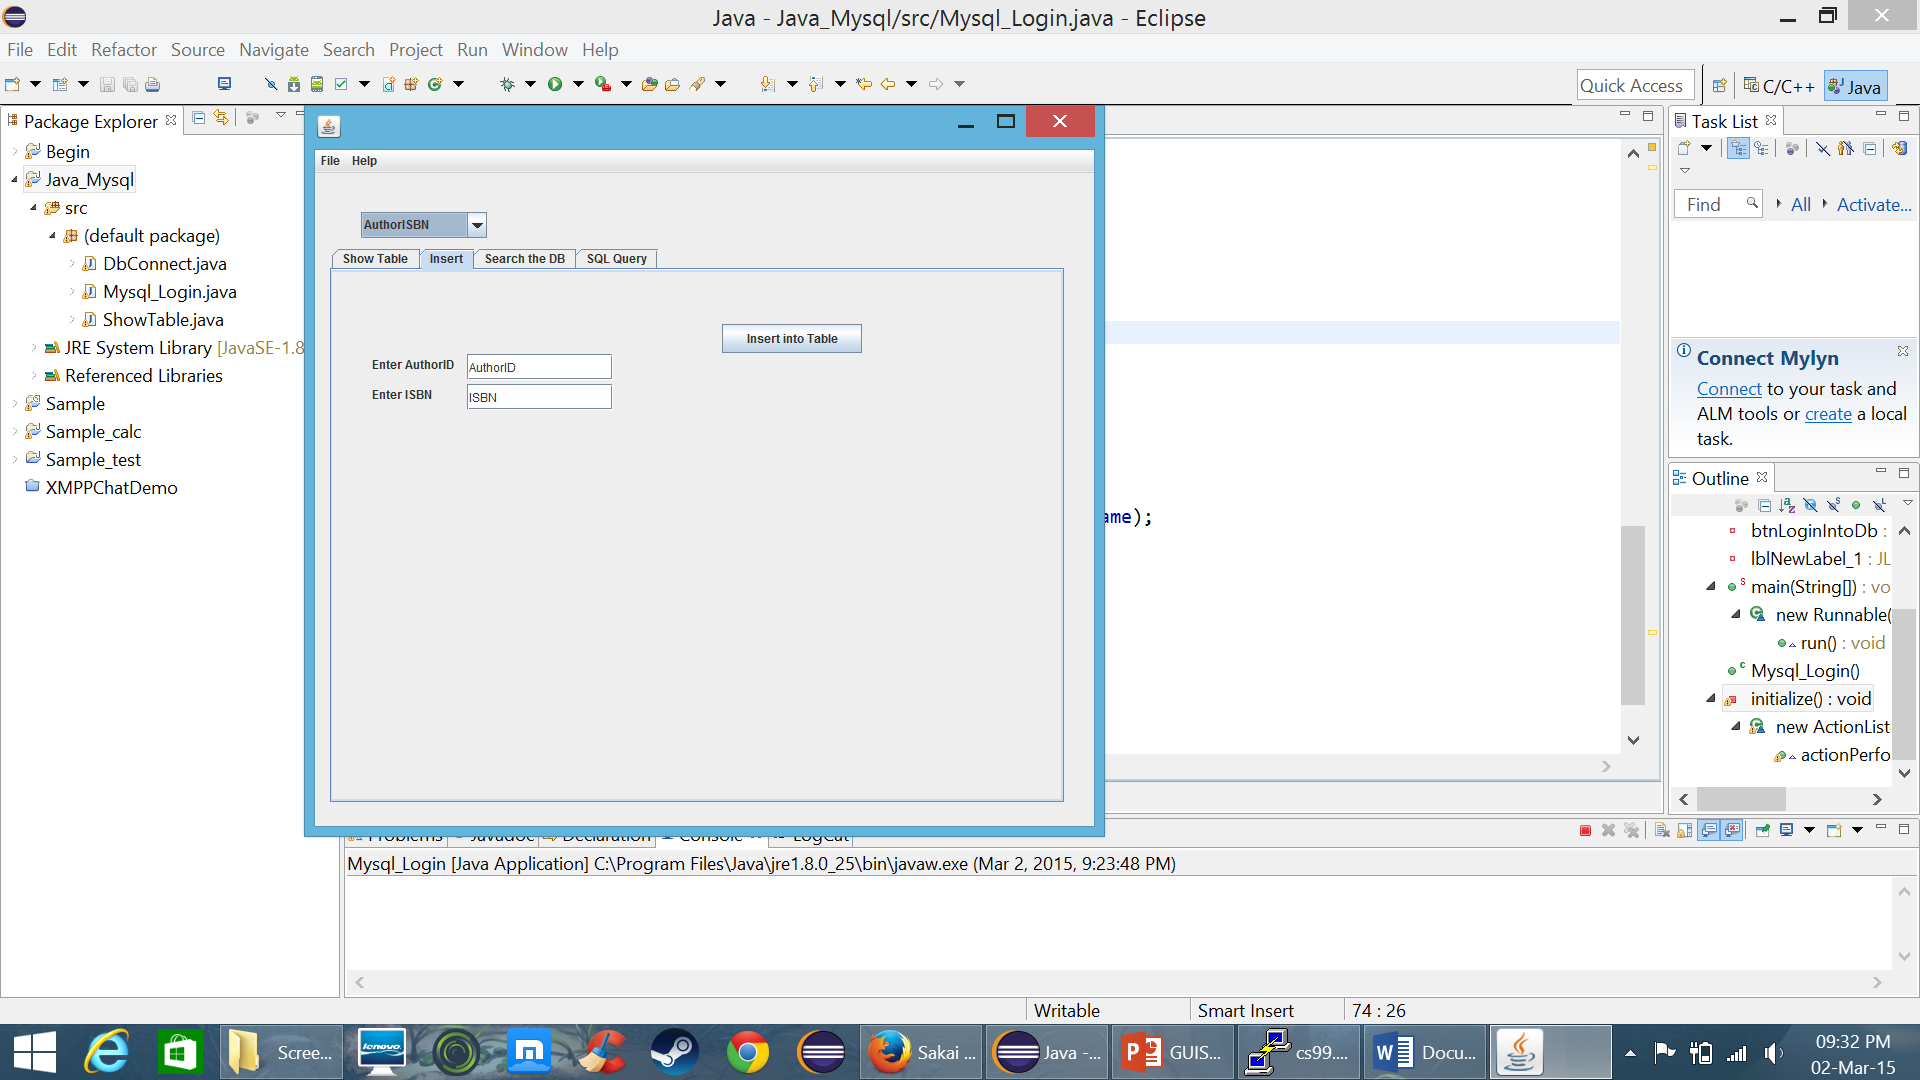 Java - Java_Mysql/src/Mysql_Login.java - Eclipse
File Edit Refactor Source Navigate Search Project Run Window Help
Quick Access
C/C++
Java
Package Explorer
Begin
Java_Mysql
src
(default package)
DbConnect.java
Mysql_Login.java
ShowTable.java
JRE System Library [JavaSE-1.8
Referenced Libraries
Sample
Sample_calc
Sample_test
XMPPChatDemo
File Help
AuthorISBN
Show Table Insert Search the DB SQL Query
Insert into Table
Enter AuthorID AuthorID
Enter ISBN ISBN
ame);
Task List
Find All Activate...
Connect Mylyn
Connect to your task and
ALM tools or create a local
task.
Outline
btnLoginIntoDb :
lblNewLabel_1 : JL
main(String[]) : vo
new Runnable(
run() : void
Mysql_Login()
initialize() : void
new ActionList
actionPerfo
Problems Javadoc Declaration Console LogCat
Mysql_Login [Java Application] C:\Program Files\Java\jre1.8.0_25\bin\javaw.exe (Mar 2, 2015, 9:23:48 PM)
Writable Smart Insert 74 : 26
Scree...
lenovo
Sakai ...
Java -...
GUIS...
cs99....
Docu...
09:32 PM
02-Mar-15